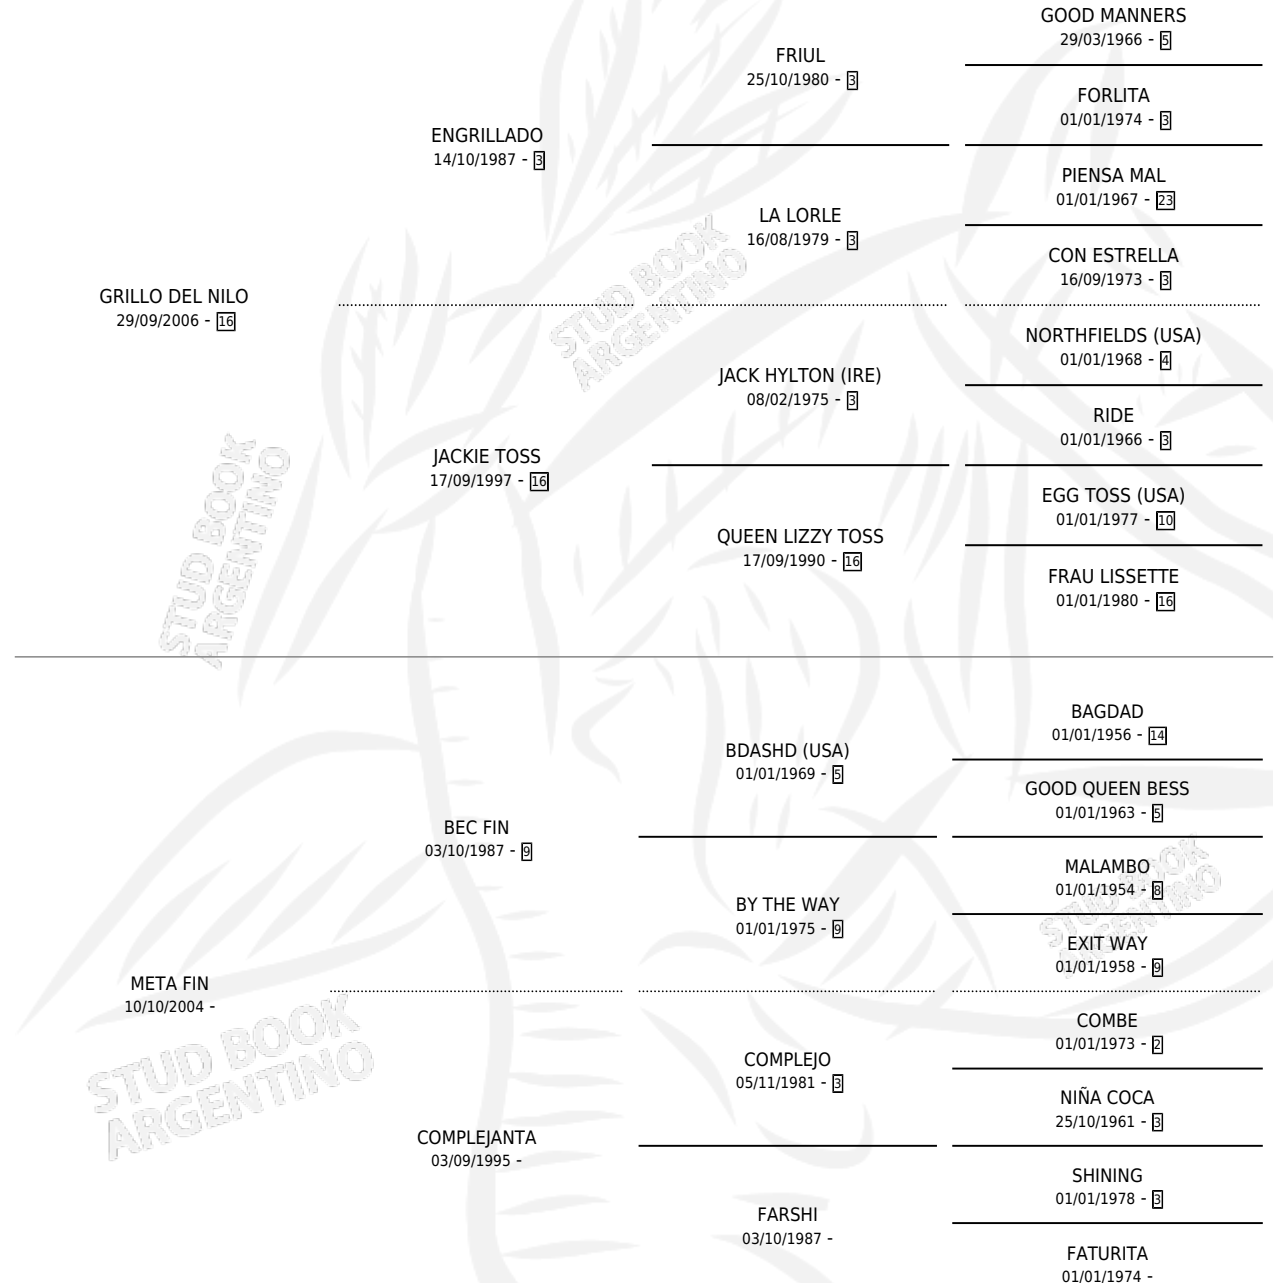 GOOD MANNERS
29/03/1966 - 5
FRIUL
25/10/1980 - 3
FORLITA
01/01/1974 - 3
ENGRILLADO
14/10/1987 - 3
PIENSA MAL
01/01/1967 - 23
LA LORLE
16/08/1979 - 3
CON ESTRELLA
16/09/1973 - 3
GRILLO DEL NILO
29/09/2006 - 16
NORTHFIELDS (USA)
01/01/1968 - 4
JACK HYLTON (IRE)
08/02/1975 - 3
RIDE
01/01/1966 - 3
JACKIE TOSS
17/09/1997 - 16
EGG TOSS (USA)
01/01/1977 - 10
QUEEN LIZZY TOSS
17/09/1990 - 16
FRAU LISSETTE
01/01/1980 - 16
BAGDAD
01/01/1956 - 14
BDASHD (USA)
01/01/1969 - 5
GOOD QUEEN BESS
01/01/1963 - 5
BEC FIN
03/10/1987 - 9
MALAMBO
01/01/1954 - 8
BY THE WAY
01/01/1975 - 9
EXIT WAY
01/01/1958 - 9
META FIN
10/10/2004 -
COMBE
01/01/1973 - 2
COMPLEJO
05/11/1981 - 3
NIÑA COCA
25/10/1961 - 3
COMPLEJANTA
03/09/1995 -
SHINING
01/01/1978 - 3
FARSHI
03/10/1987 -
FATURITA
01/01/1974 -
STUD BOOK
ARGENTINO
STUD BOOK
ARGENTINO
STUD BOOK
ARGENTINO
STUD BOOK
ARGENTINO